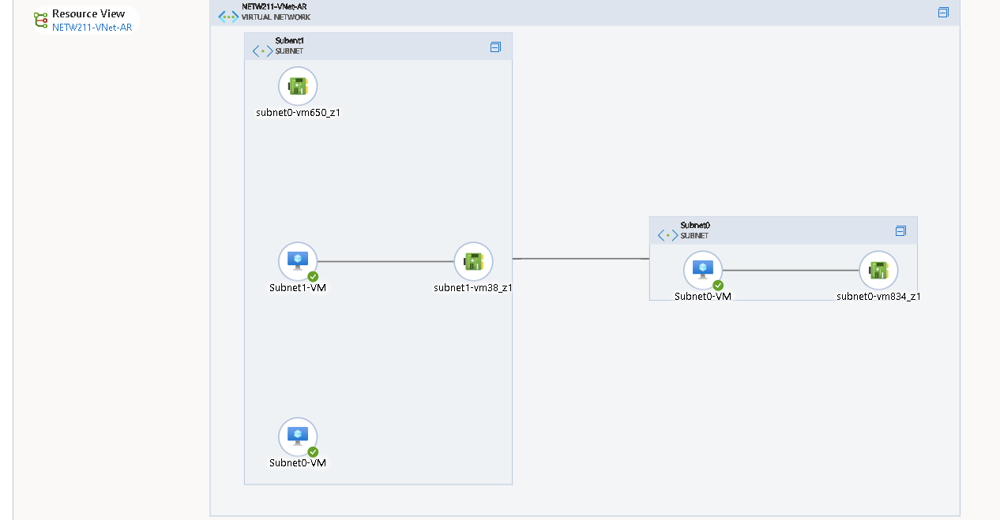 Resource View
NETW211-VNet-AR
NETW211-VNet-AR
VIRTUAL NETWORK
Subent1
SUBNET
subnet0-vm650_z1
Subnet1-VM
subnet1-vm38_z1
Subnet0-VM
Subnet0
SUBNET
Subnet0-VM
subnet0-vm834_z1